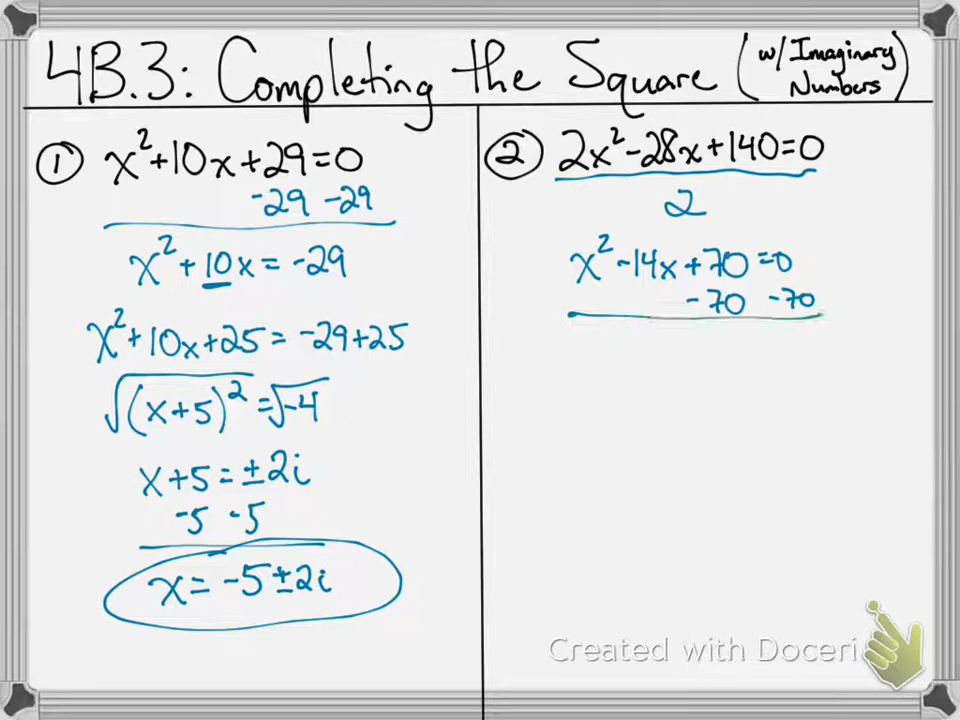 4B.3: Completing the Square (w/ Imaginary Numbers)
① x²+10x+29=0
-29 -29
x²+10x=-29
x²+10x+25=-29+25
√(x+5)²=√-4
x+5=±2i
-5 -5
x=-5±2i
② 2x²-28x+140=0
2
x²-14x+70=0
-70 -70
Created with Doceri